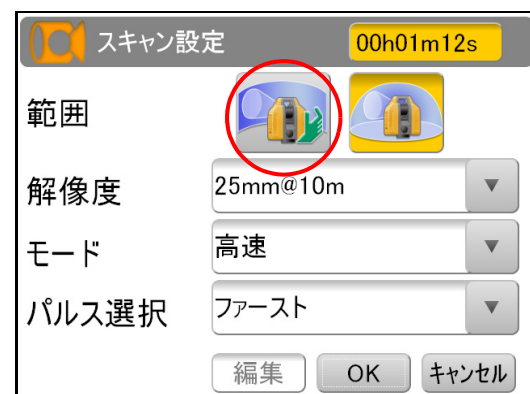 スキャン設定 00h01m12s
範囲
解像度 25mm@10m
モード 高速
パルス選択 ファースト
編集 OK キャンセル